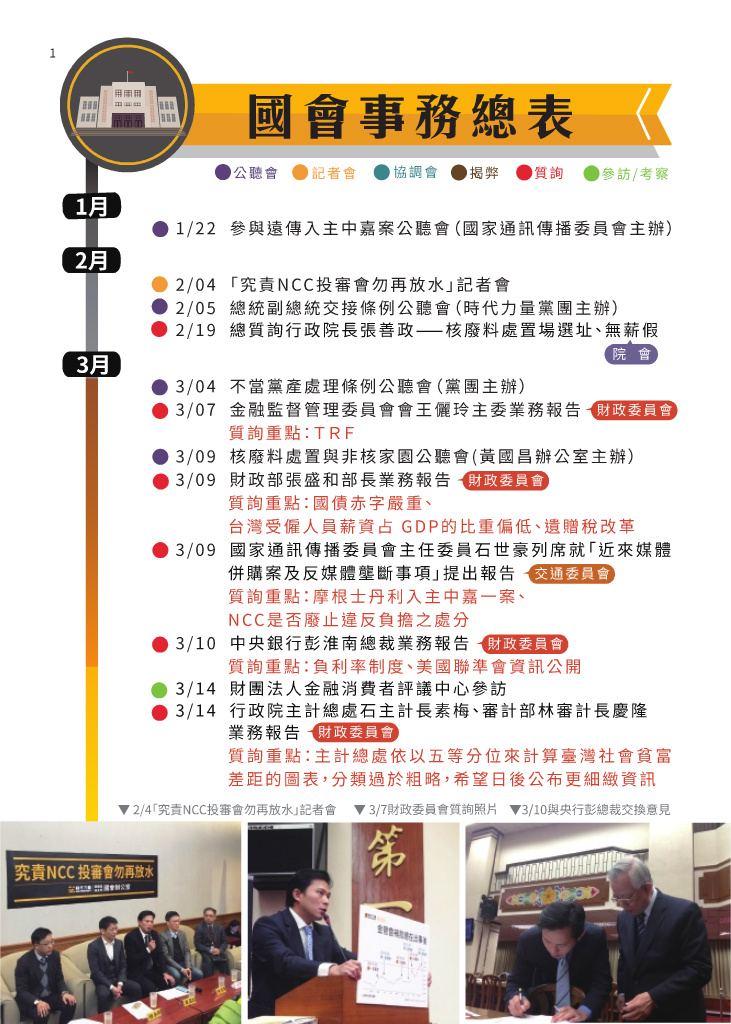 1
國會事務總表
公聽會 記者會 協調會 揭弊 質詢 參訪/考察
1月
1/22 參與遠傳入主中嘉案公聽會(國家通訊傳播委員會主辦)
2月
2/04 「究責NCC投審會勿再放水」記者會
2/05 總統副總統交接條例公聽會(時代力量黨團主辦)
2/19 總質詢行政院長張善政——核廢料處置場選址、無薪假
院會
3月
3/04 不當黨產處理條例公聽會(黨團主辦)
3/07 金融監督管理委員會會王儷玲主委業務報告 財政委員會
質詢重點:TRF
3/09 核廢料處置與非核家園公聽會(黃國昌辦公室主辦)
3/09 財政部張盛和部長業務報告 財政委員會
質詢重點:國債赤字嚴重、
台灣受僱人員薪資占 GDP的比重偏低、遺贈稅改革
3/09 國家通訊傳播委員會主任委員石世豪列席就「近來媒體
併購案及反媒體壟斷事項」提出報告 交通委員會
質詢重點:摩根士丹利入主中嘉一案、
NCC是否廢止違反負擔之處分
3/10 中央銀行彭淮南總裁業務報告 財政委員會
質詢重點:負利率制度、美國聯準會資訊公開
3/14 財團法人金融消費者評議中心參訪
3/14 行政院主計總處石主計長素梅、審計部林審計長慶隆
業務報告 財政委員會
質詢重點:主計總處依以五等分位來計算臺灣社會貧富
差距的圖表,分類過於粗略,希望日後公布更細緻資訊
▼2/4「究責NCC投審會勿再放水」記者會 ▼3/7財政委員會質詢照片 ▼3/10與央行彭總裁交換意見
究責NCC 投審會勿再放水
國會辦公室
第一